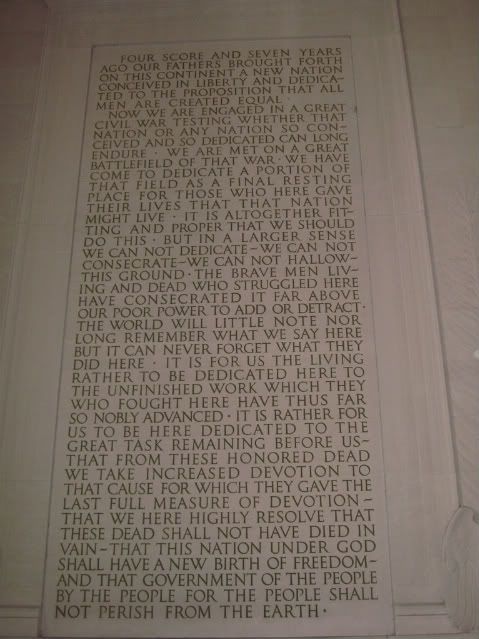 FOUR SCORE AND SEVEN YEARS
AGO OUR FATHERS BROUGHT FORTH
ON THIS CONTINENT A NEW NATION
CONCEIVED IN LIBERTY AND DEDICA-
TED TO THE PROPOSITION THAT ALL
MEN ARE CREATED EQUAL ·
NOW WE ARE ENGAGED IN A GREAT
CIVIL WAR TESTING WHETHER THAT
NATION OR ANY NATION SO CON-
CEIVED AND SO DEDICATED CAN LONG
ENDURE · WE ARE MET ON A GREAT
BATTLEFIELD OF THAT WAR · WE HAVE
COME TO DEDICATE A PORTION OF
THAT FIELD AS A FINAL RESTING
PLACE FOR THOSE WHO HERE GAVE
THEIR LIVES THAT THAT NATION
MIGHT LIVE · IT IS ALTOGETHER FIT-
TING AND PROPER THAT WE SHOULD
DO THIS · BUT IN A LARGER SENSE
WE CAN NOT DEDICATE~WE CAN NOT
CONSECRATE~WE CAN NOT HALLOW~
THIS GROUND · THE BRAVE MEN LIV-
ING AND DEAD WHO STRUGGLED HERE
HAVE CONSECRATED IT FAR ABOVE
OUR POOR POWER TO ADD OR DETRACT ·
THE WORLD WILL LITTLE NOTE NOR
LONG REMEMBER WHAT WE SAY HERE
BUT IT CAN NEVER FORGET WHAT THEY
DID HERE · IT IS FOR US THE LIVING
RATHER TO BE DEDICATED HERE TO
THE UNFINISHED WORK WHICH THEY
WHO FOUGHT HERE HAVE THUS FAR
SO NOBLY ADVANCED · IT IS RATHER FOR
US TO BE HERE DEDICATED TO THE
GREAT TASK REMAINING BEFORE US~
THAT FROM THESE HONORED DEAD
WE TAKE INCREASED DEVOTION TO
THAT CAUSE FOR WHICH THEY GAVE THE
LAST FULL MEASURE OF DEVOTION~
THAT WE HERE HIGHLY RESOLVE THAT
THESE DEAD SHALL NOT HAVE DIED IN
VAIN~THAT THIS NATION UNDER GOD
SHALL HAVE A NEW BIRTH OF FREEDOM~
AND THAT GOVERNMENT OF THE PEOPLE
BY THE PEOPLE FOR THE PEOPLE SHALL
NOT PERISH FROM THE EARTH ·